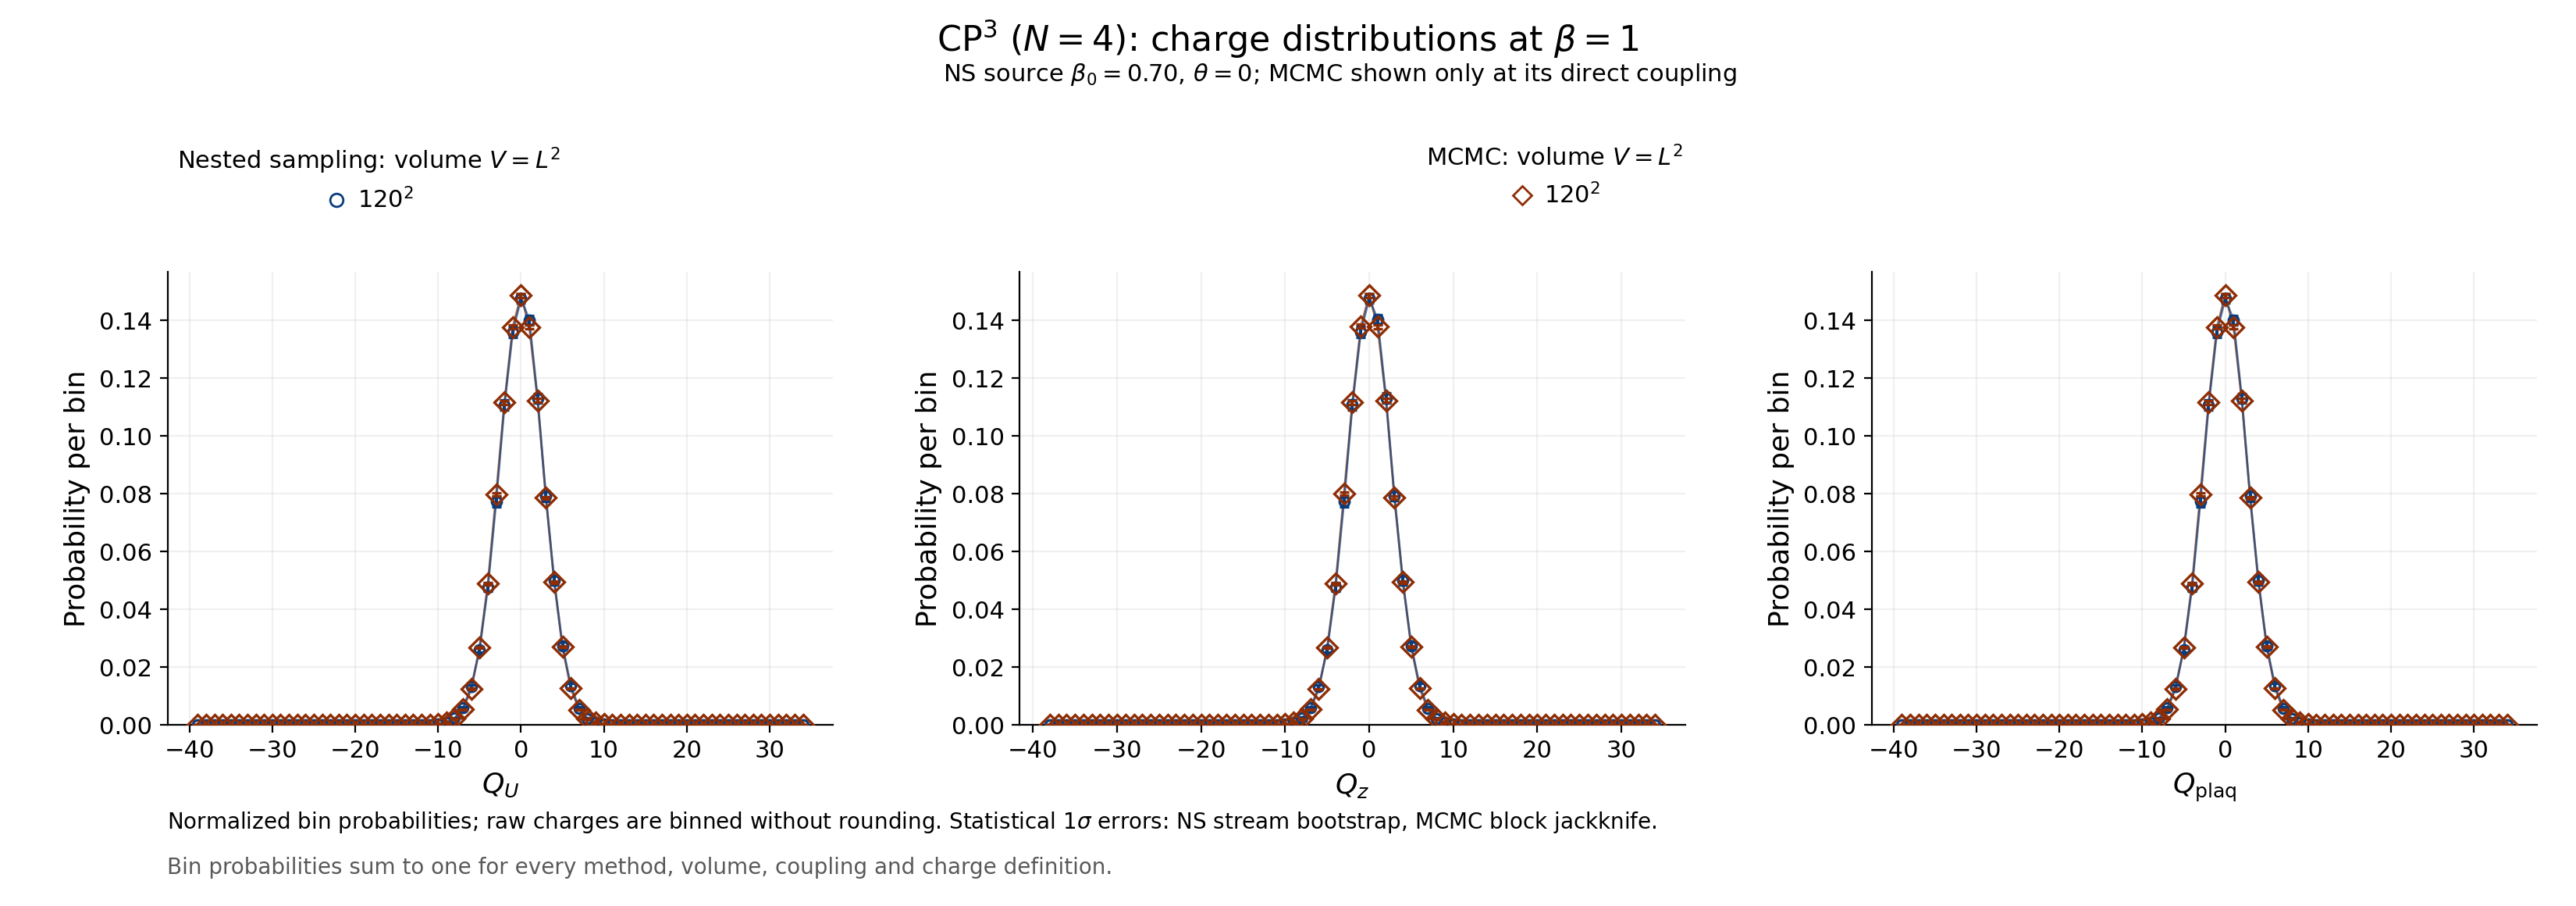 CP³ (N = 4): charge distributions at β = 1
NS source β₀ = 0.70, θ = 0; MCMC shown only at its direct coupling
Nested sampling: volume V = L²
120²
MCMC: volume V = L²
120²
Probability per bin
0.14
0.12
0.10
0.08
0.06
0.04
0.02
0.00
−40 −30 −20 −10 0 10 20 30
Q_U
Probability per bin
0.14
0.12
0.10
0.08
0.06
0.04
0.02
0.00
−40 −30 −20 −10 0 10 20 30
Q_z
Probability per bin
0.14
0.12
0.10
0.08
0.06
0.04
0.02
0.00
−40 −30 −20 −10 0 10 20 30
Q_plaq
Normalized bin probabilities; raw charges are binned without rounding. Statistical 1σ errors: NS stream bootstrap, MCMC block jackknife.
Bin probabilities sum to one for every method, volume, coupling and charge definition.